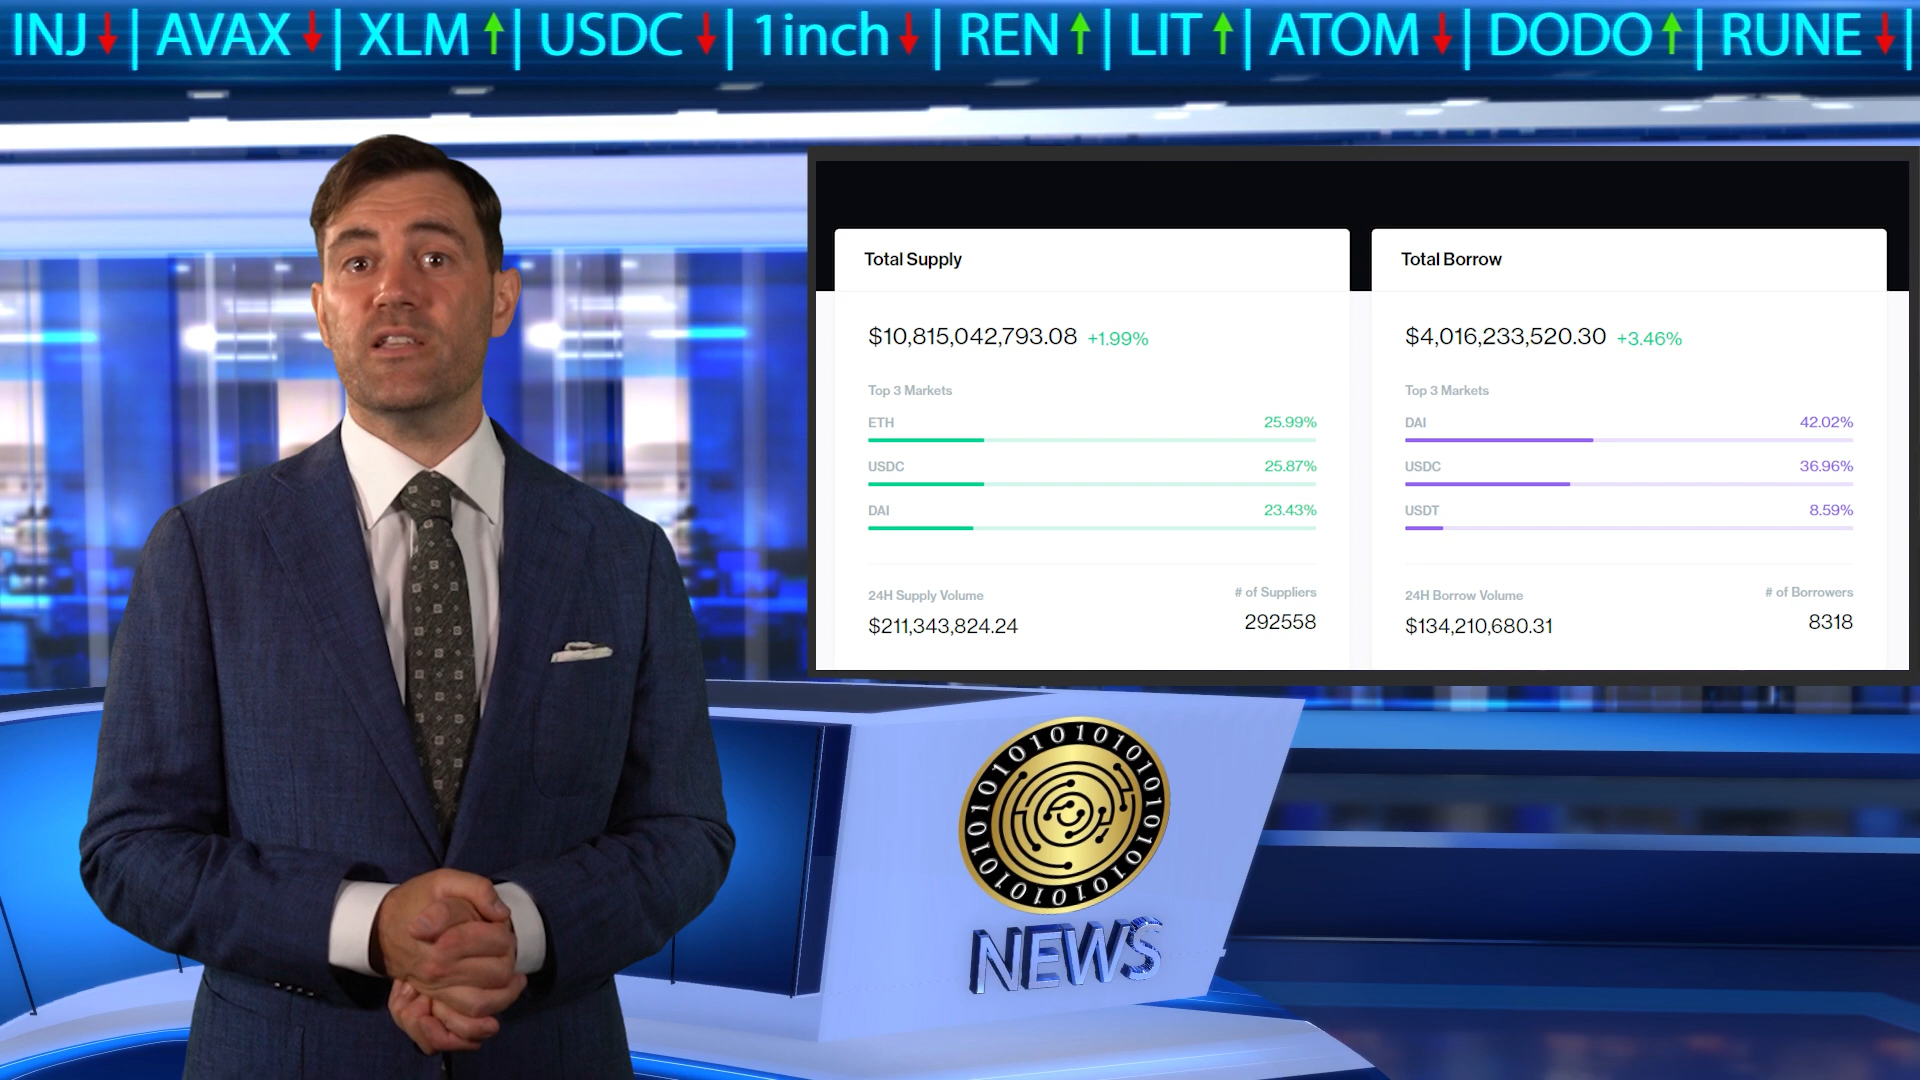 INJ | AVAX | XLM | USDC | 1inch | REN | LIT | ATOM | DODO | RUNE |
Total Supply
$10,815,042,793.08 +1.99%
Top 3 Markets
ETH 25.99%
USDC 25.87%
DAI 23.43%
24H Supply Volume # of Suppliers
$211,343,824.24 292558
Total Borrow
$4,016,233,520.30 +3.46%
Top 3 Markets
DAI 42.02%
USDC 36.96%
USDT 8.59%
24H Borrow Volume # of Borrowers
$134,210,680.31 8318
NEWS